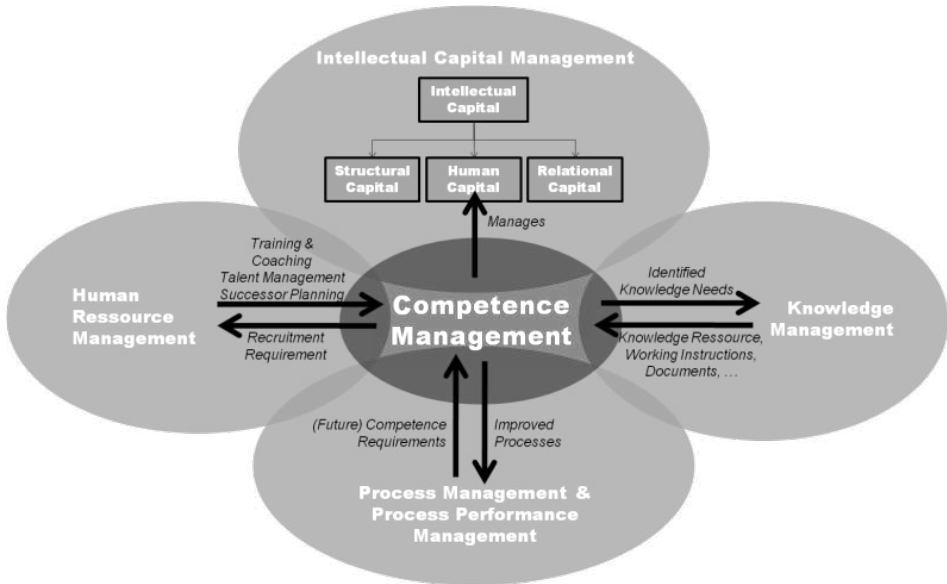 Intellectual Capital Management
Intellectual
Capital
Structural
Capital
Human
Capital
Relational
Capital
Manages
Training &
Coaching
Talent Management
Successor Planning
Human
Ressource
Management
Recruitment
Requirement
Competence
Management
Identified
Knowledge Needs
Knowledge
Management
Knowledge Ressource,
Working Instructions,
Documents, …
(Future) Competence
Requirements
Improved
Processes
Process Management &
Process Performance
Management